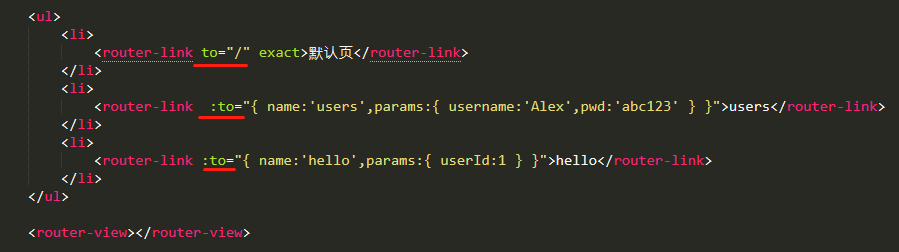 <ul>
<li>
<router-link to="/" exact>默认页</router-link>
</li>
<li>
<router-link :to="{ name:'users',params:{ username:'Alex',pwd:'abc123' } }">users</router-link>
</li>
<li>
<router-link :to="{ name:'hello',params:{ userId:1 } }">hello</router-link>
</li>
</ul>
<router-view></router-view>